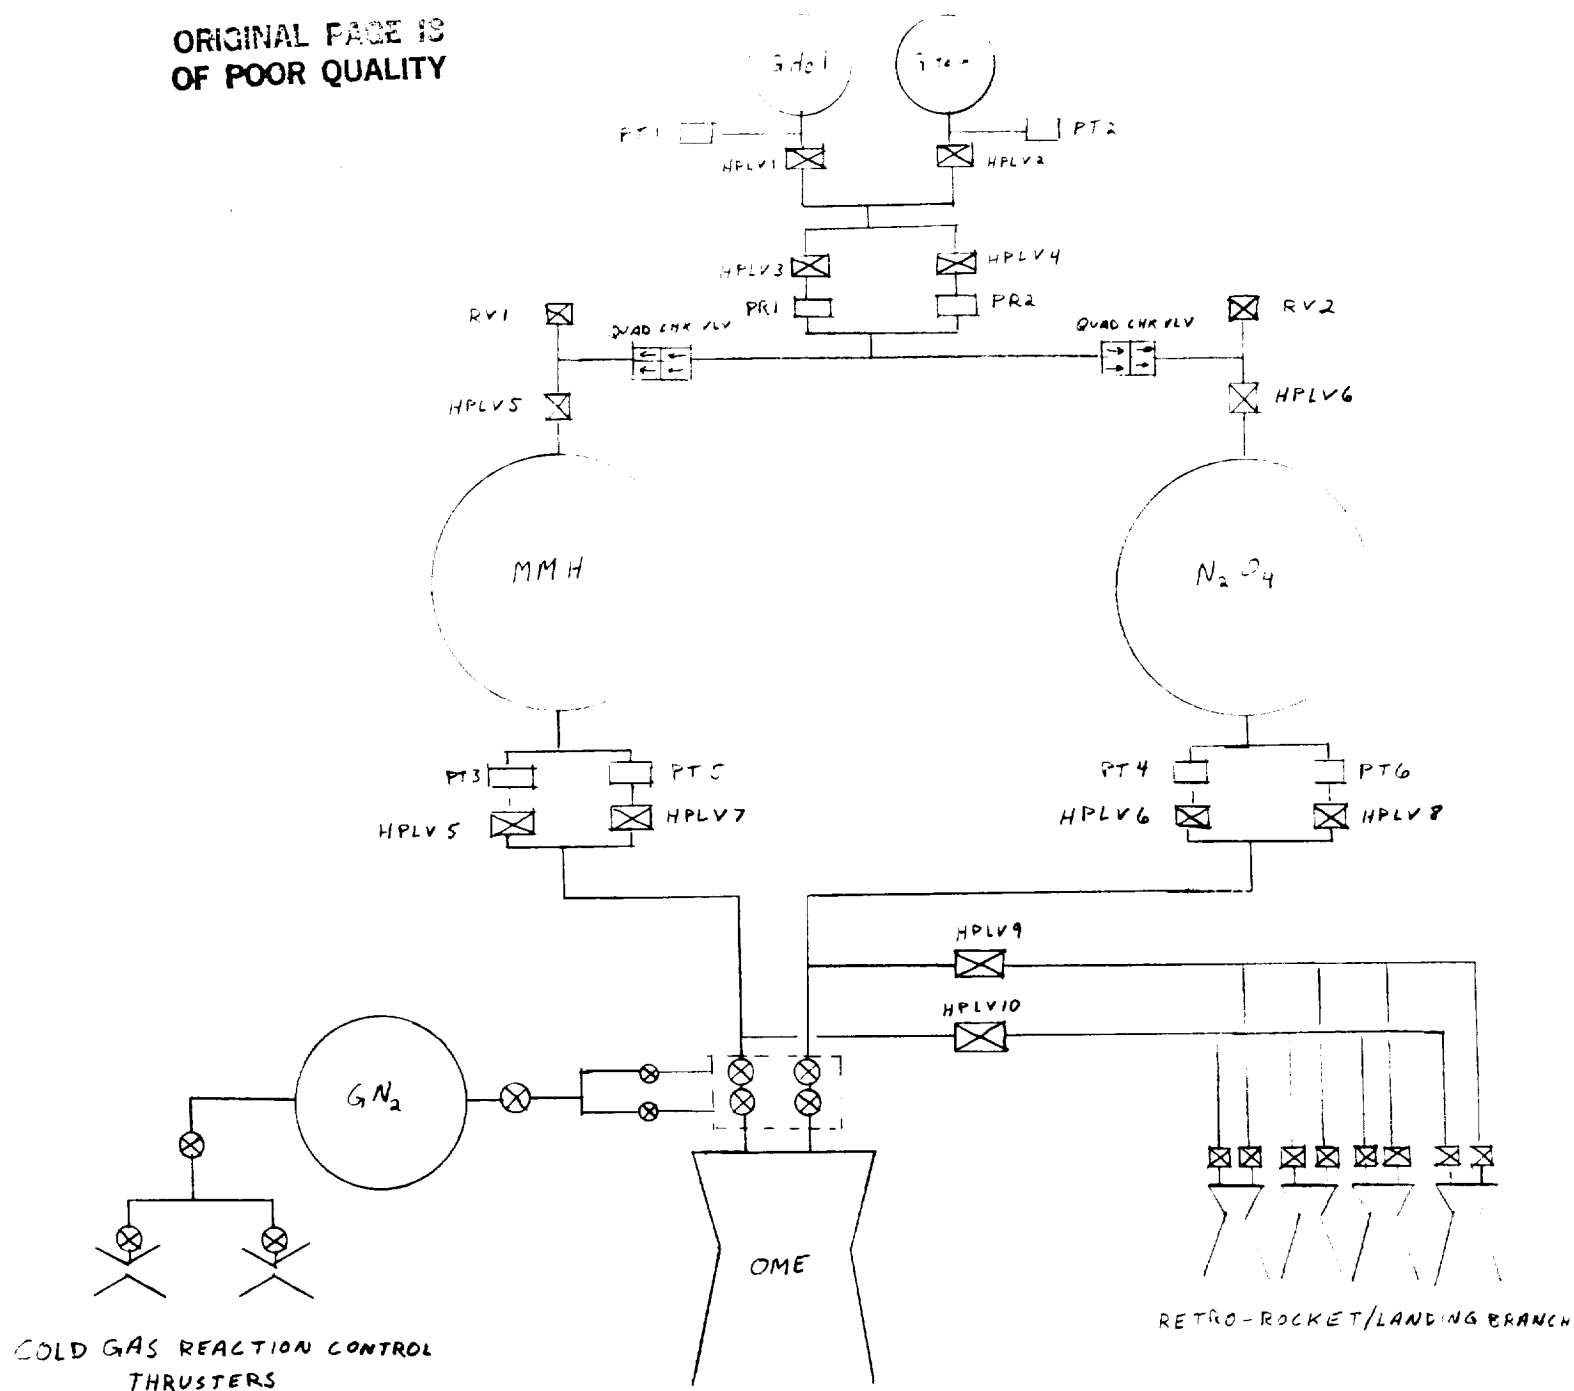 ORIGINAL PAGE IS
OF POOR QUALITY
PT1
PT2
HPLV1
HPLV2
HPLV3
HPLV4
PR1
PR2
RV1
RV2
QUAD CHK VLV
QUAD CHK VLV
HPLV5
HPLV6
MMH
N₂O₄
PT3
PT5
PT4
PT6
HPLV5
HPLV7
HPLV6
HPLV8
HPLV9
HPLV10
GN₂
OME
RETRO-ROCKET/LANDING BRANCH
COLD GAS REACTION CONTROL
THRUSTERS